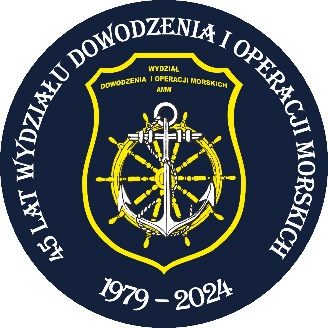 45 LAT WYDZIAŁU DOWODZENIA I OPERACJI MORSKICH
WYDZIAŁ
DOWODZENIA I OPERACJI MORSKICH
AMW
1979 – 2024